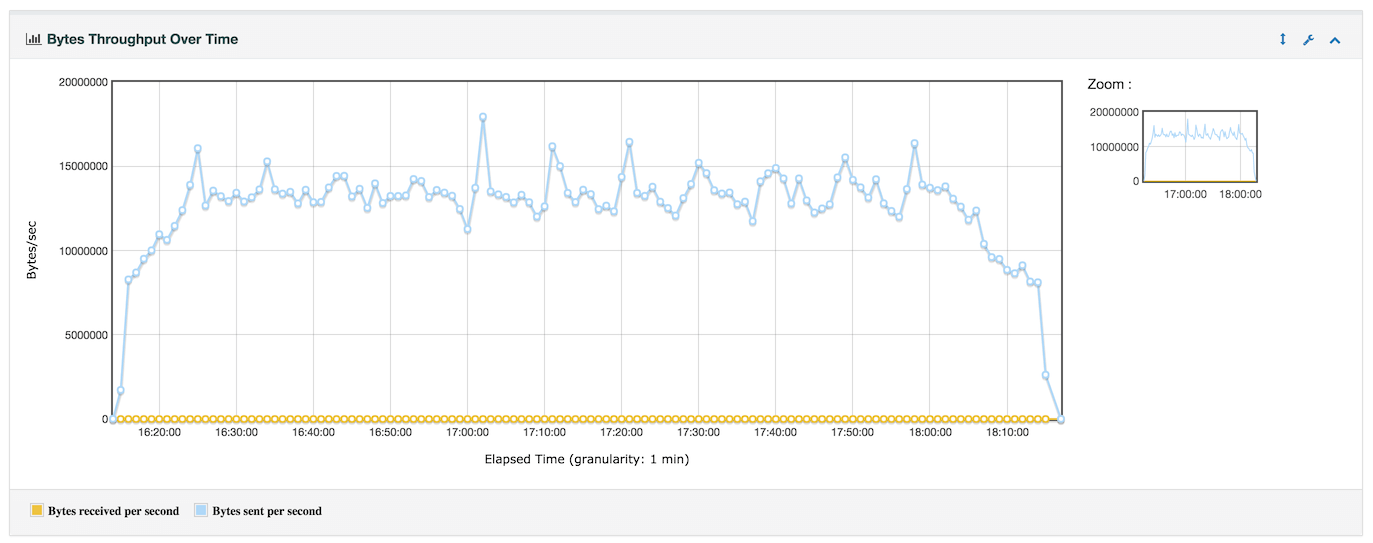 Bytes Throughput Over Time
Zoom :
20000000
15000000
10000000
5000000
0
Bytes/sec
16:20:00 16:30:00 16:40:00 16:50:00 17:00:00 17:10:00 17:20:00 17:30:00 17:40:00 17:50:00 18:00:00 18:10:00
Elapsed Time (granularity: 1 min)
20000000
10000000
0
17:00:00 18:00:00
Bytes received per second Bytes sent per second